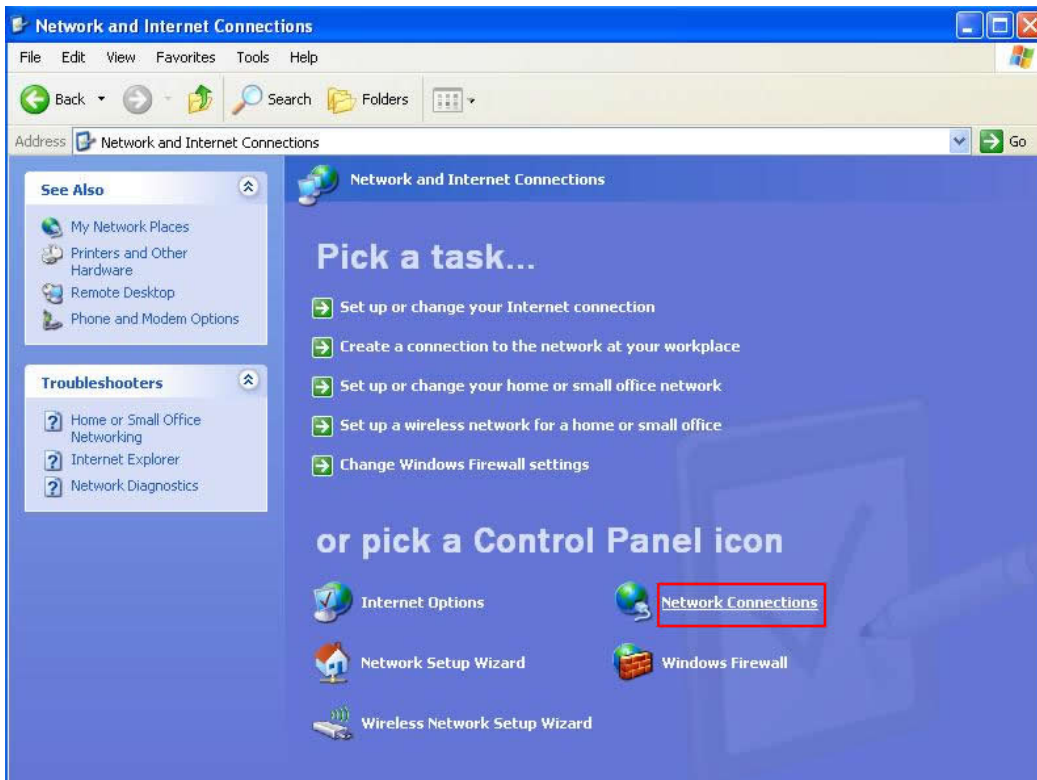 Network and Internet Connections
File Edit View Favorites Tools Help
Back Search Folders
Address Network and Internet Connections Go
See Also
My Network Places
Printers and Other
Hardware
Remote Desktop
Phone and Modem Options
Troubleshooters
Home or Small Office
Networking
Internet Explorer
Network Diagnostics
Network and Internet Connections
Pick a task...
Set up or change your Internet connection
Create a connection to the network at your workplace
Set up or change your home or small office network
Set up a wireless network for a home or small office
Change Windows Firewall settings
or pick a Control Panel icon
Internet Options
Network Connections
Network Setup Wizard
Windows Firewall
Wireless Network Setup Wizard